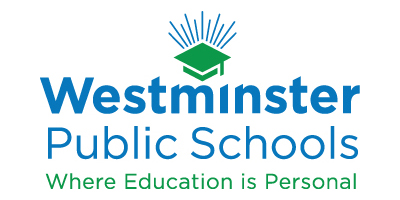 Westminster
Public Schools
Where Education is Personal